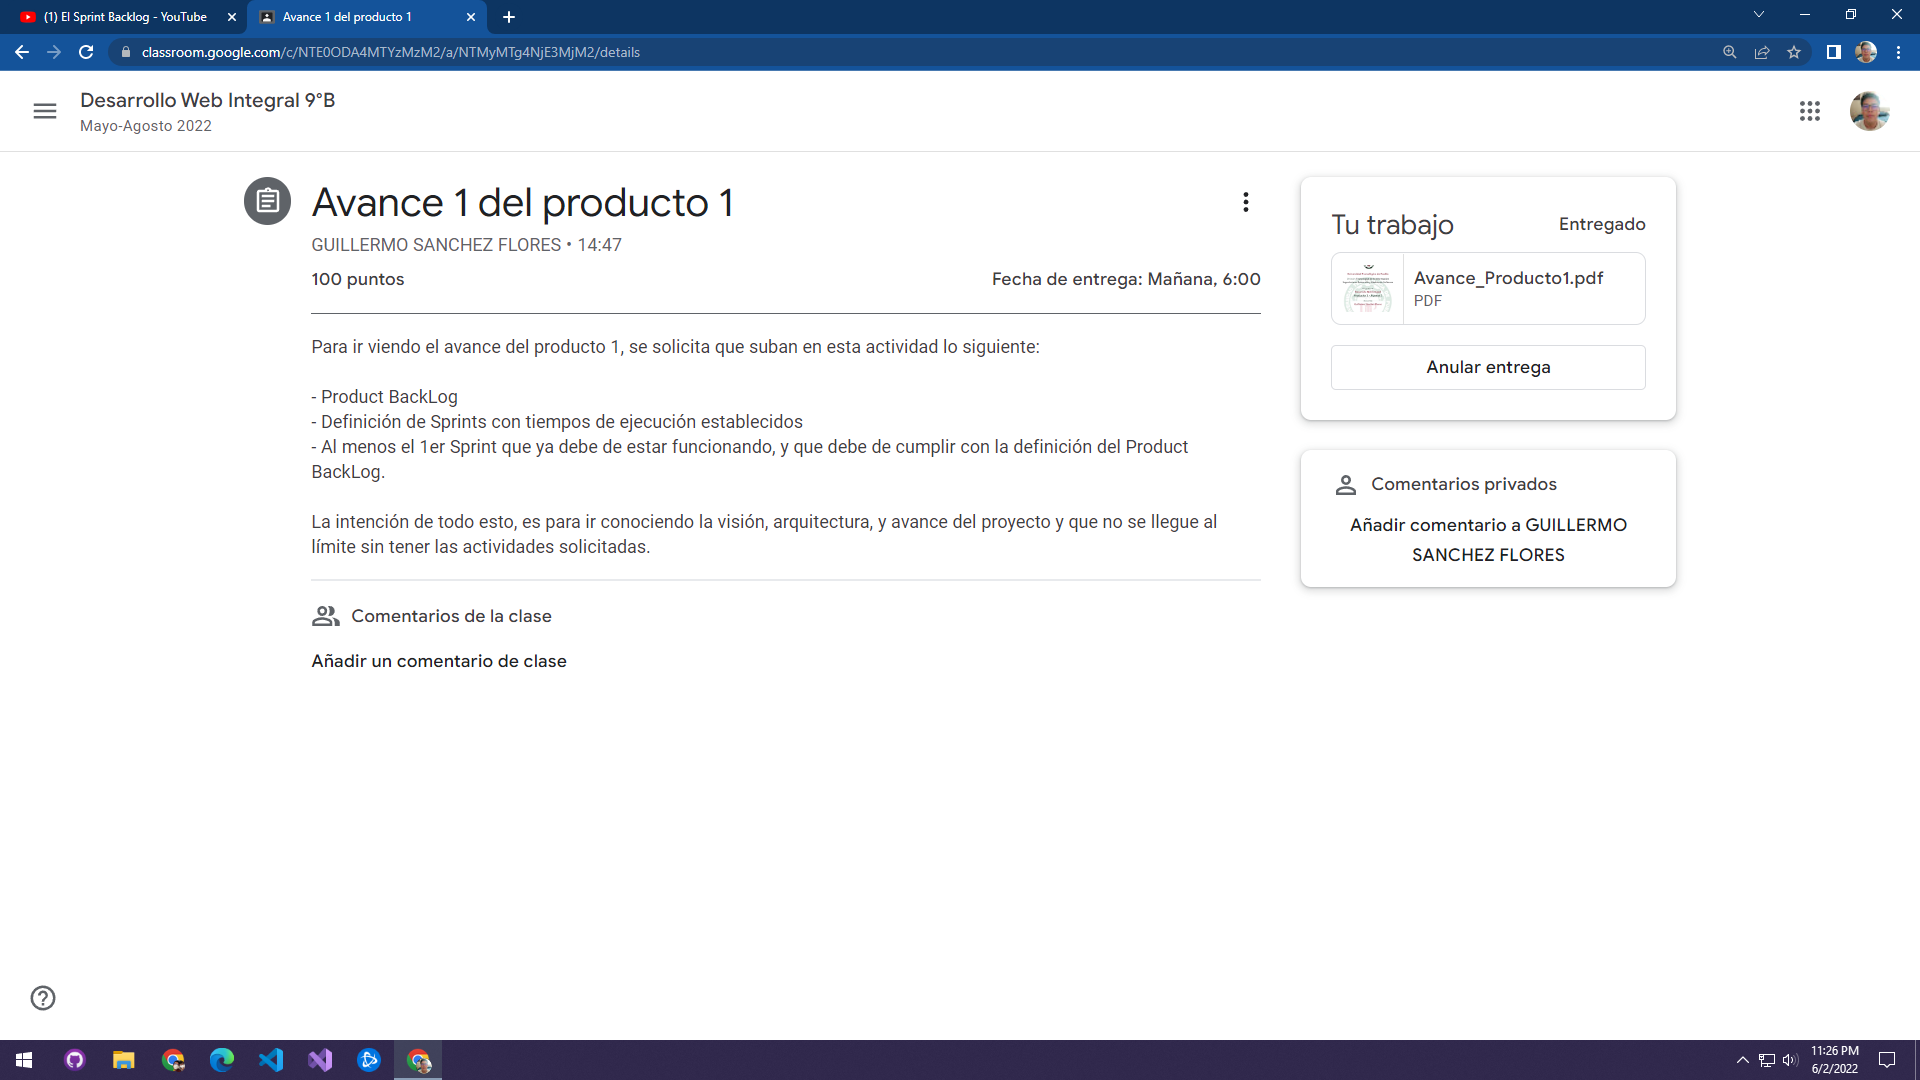 (1) El Sprint Backlog - YouTube
Avance 1 del producto 1
classroom.google.com/c/NTE0ODA4MTYzMzM2/a/NTMyMTg4NjE3MjM2/details
Desarrollo Web Integral 9°B
Mayo-Agosto 2022
Avance 1 del producto 1
GUILLERMO SANCHEZ FLORES • 14:47
100 puntos
Fecha de entrega: Mañana, 6:00
Para ir viendo el avance del producto 1, se solicita que suban en esta actividad lo siguiente:
- Product BackLog
- Definición de Sprints con tiempos de ejecución establecidos
- Al menos el 1er Sprint que ya debe de estar funcionando, y que debe de cumplir con la definición del Product
BackLog.
La intención de todo esto, es para ir conociendo la visión, arquitectura, y avance del proyecto y que no se llegue al
límite sin tener las actividades solicitadas.
Comentarios de la clase
Añadir un comentario de clase
Tu trabajo
Entregado
Avance_Producto1.pdf
PDF
Anular entrega
Comentarios privados
Añadir comentario a GUILLERMO
SANCHEZ FLORES
11:26 PM
6/2/2022